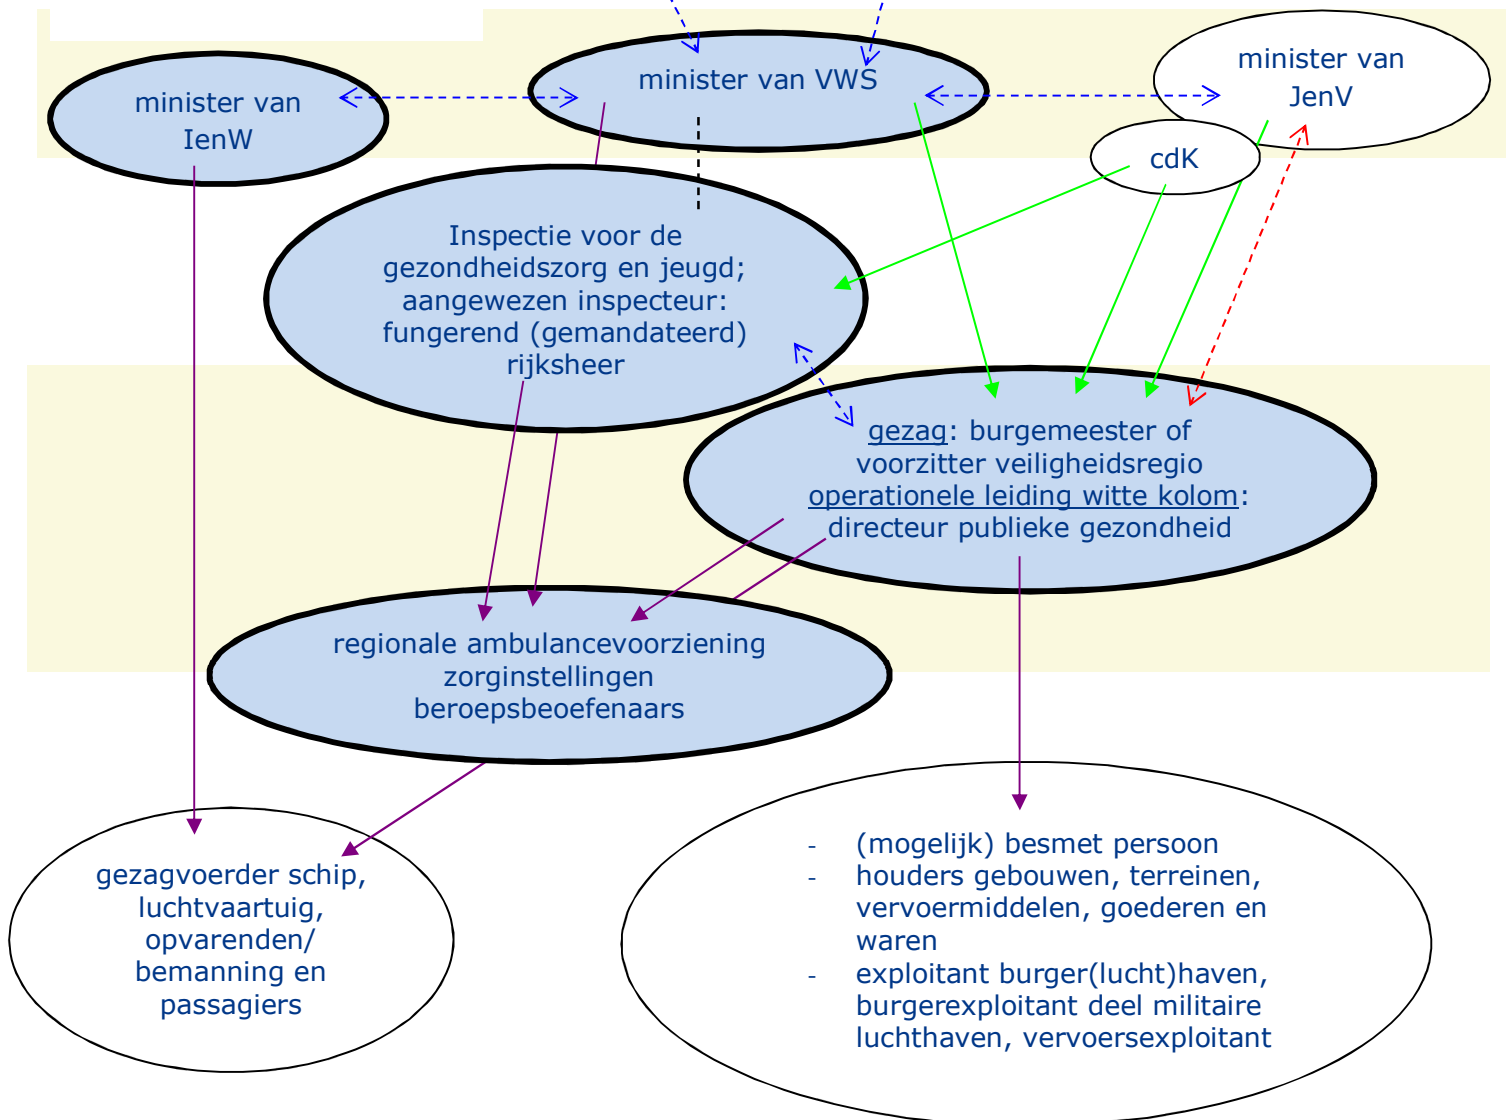 minister van
IenW
minister van VWS
minister van
JenV
cdK
Inspectie voor de
gezondheidszorg en jeugd;
aangewezen inspecteur:
fungerend (gemandateerd)
rijksheer
gezag: burgemeester of
voorzitter veiligheidsregio
operationele leiding witte kolom:
directeur publieke gezondheid
regionale ambulancevoorziening
zorginstellingen
beroepsbeoefenaars
gezagvoerder schip,
luchtvaartuig,
opvarenden/
bemanning en
passagiers
- (mogelijk) besmet persoon
- houders gebouwen, terreinen,
vervoermiddelen, goederen en
waren
- exploitant burger(lucht)haven,
burgerexploitant deel militaire
luchthaven, vervoersexploitant